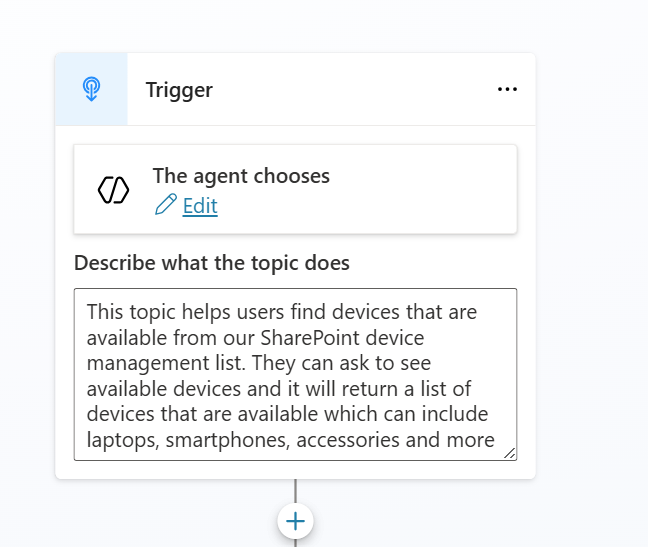 Trigger
The agent chooses
Edit
Describe what the topic does
This topic helps users find devices that are
available from our SharePoint device
management list. They can ask to see
available devices and it will return a list of
devices that are available which can include
laptops, smartphones, accessories and more